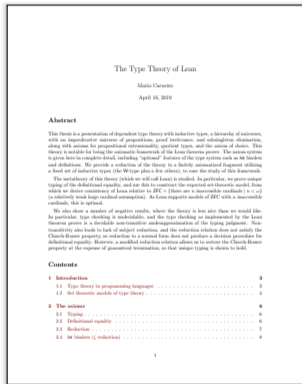 The Type Theory of Lean
Mario Carneiro
April 16, 2019
Abstract
This thesis is a presentation of dependent type theory with inductive types, a hierarchy of universes,
with an impredicative universe of propositions, proof irrelevance, and subsingleton elimination,
along with axioms for propositional extensionality, quotient types, and the axiom of choice. This
theory is notable for being the axiomatic framework of the Lean theorem prover. The axiom system
is given here in complete detail, including "optional" features of the type system such as let binders
and definitions. We provide a reduction of the theory to a finitely axiomatized fragment utilizing
a fixed set of inductive types (the W-type plus a few others), to ease the study of this framework.
The metatheory of this theory (which we will call Lean) is studied. In particular, we prove unique
typing of the definitional equality, and use this to construct the expected set-theoretic model, from
which we derive consistency of Lean relative to ZFC + {there are n inaccessible cardinals | n < ω}
(a relatively weak large cardinal assumption). As Lean supports models of ZFC with n inaccessible
cardinals, this is optimal.
We also show a number of negative results, where the theory is less nice than we would like.
In particular, type checking is undecidable, and the type checking as implemented by the Lean
theorem prover is a decidable non-transitive underapproximation of the typing judgment. Non-
transitivity also leads to lack of subject reduction, and the reduction relation does not satisfy the
Church-Rosser property, so reduction to a normal form does not produce a decision procedure for
definitional equality. However, a modified reduction relation allows us to restore the Church-Rosser
property at the expense of guaranteed termination, so that unique typing is shown to hold.
Contents
1 Introduction 3
1.1 Type theory in programming languages . . . . . . . . . . . . . . . . . . . . 3
1.2 Set theoretic models of type theory . . . . . . . . . . . . . . . . . . . . 4
2 The axioms 6
2.1 Typing . . . . . . . . . . . . . . . . . . . . 6
2.2 Definitional equality . . . . . . . . . . . . . . . . . . . . 6
2.3 Reduction . . . . . . . . . . . . . . . . . . . . 7
2.4 let binders (ζ reduction) . . . . . . . . . . . . . . . . . . . . 8
1